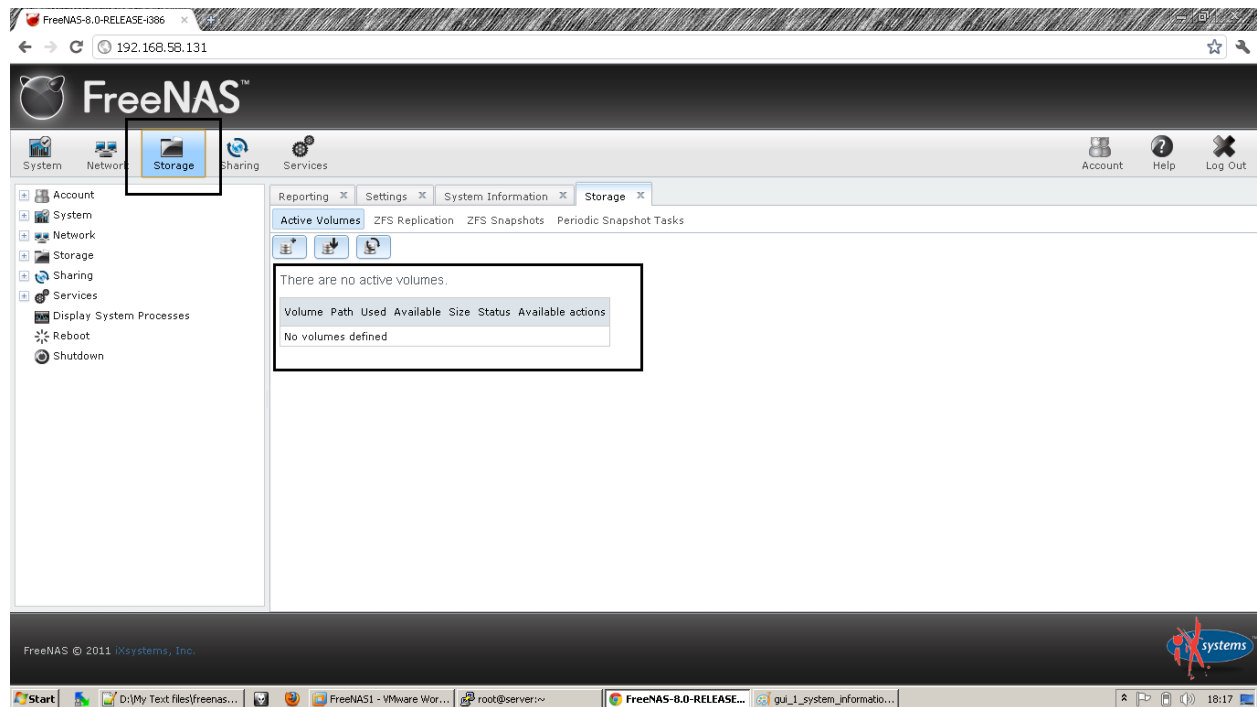 FreeNAS-8.0-RELEASE-i386
192.168.58.131
FreeNAS™
System Network Storage Sharing Services Account Help Log Out
Account
System
Network
Storage
Sharing
Services
Display System Processes
Reboot
Shutdown
Reporting X Settings X System Information X Storage X
Active Volumes ZFS Replication ZFS Snapshots Periodic Snapshot Tasks
There are no active volumes.
Volume Path Used Available Size Status Available actions
No volumes defined
FreeNAS © 2011 iXsystems, Inc.
iX systems
Start D:\My Text files\freenas... FreeNAS1 - VMware Wor... root@server:~ FreeNAS-8.0-RELEASE... gui_1_system_informatio... 18:17